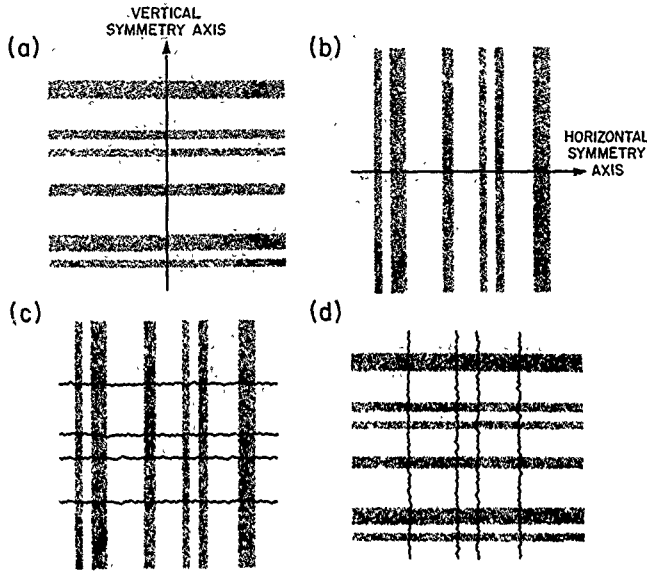 VERTICAL
SYMMETRY AXIS
(a)
(b)
HORIZONTAL
SYMMETRY
AXIS
(c)
(d)